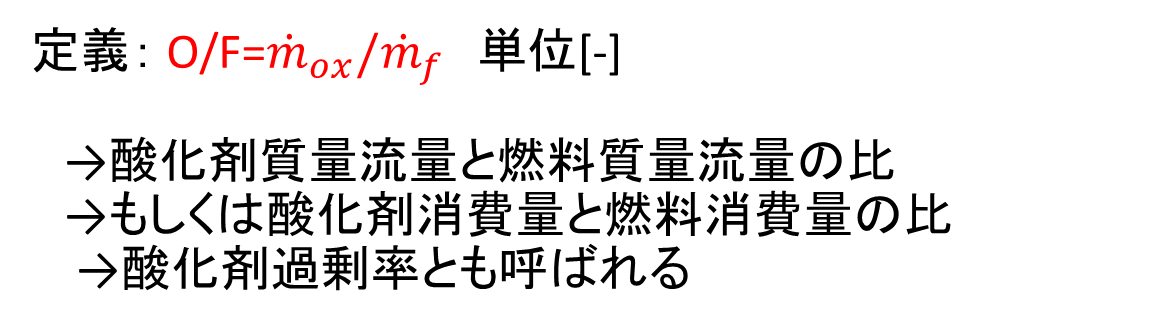 定義：O/F=ṁox/ṁf 単位[-]
→酸化剤質量流量と燃料質量流量の比
→もしくは酸化剤消費量と燃料消費量の比
→酸化剤過剰率とも呼ばれる